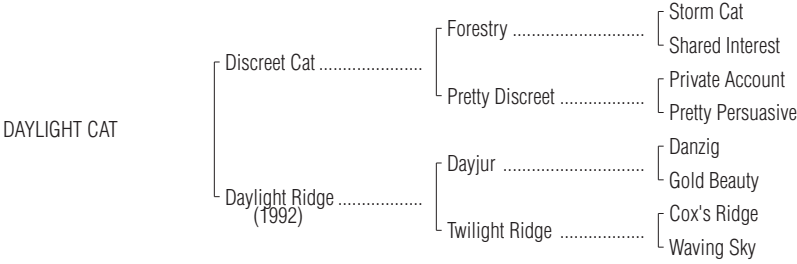 Storm Cat
Forestry ............................
Shared Interest
Discreet Cat ......................
Private Account
Pretty Discreet ..................
Pretty Persuasive
DAYLIGHT CAT
Danzig
Dayjur ..............................
Gold Beauty
Daylight Ridge ..................
(1992)
Cox's Ridge
Twilight Ridge ..................
Waving Sky